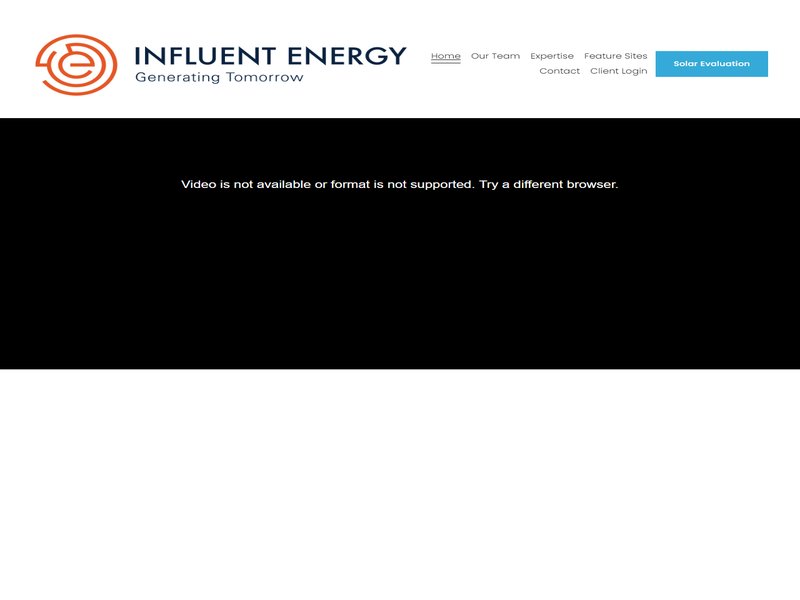 INFLUENT ENERGY
Generating Tomorrow
Home Our Team Expertise Feature Sites
Contact Client Login
Solar Evaluation
Video is not available or format is not supported. Try a different browser.